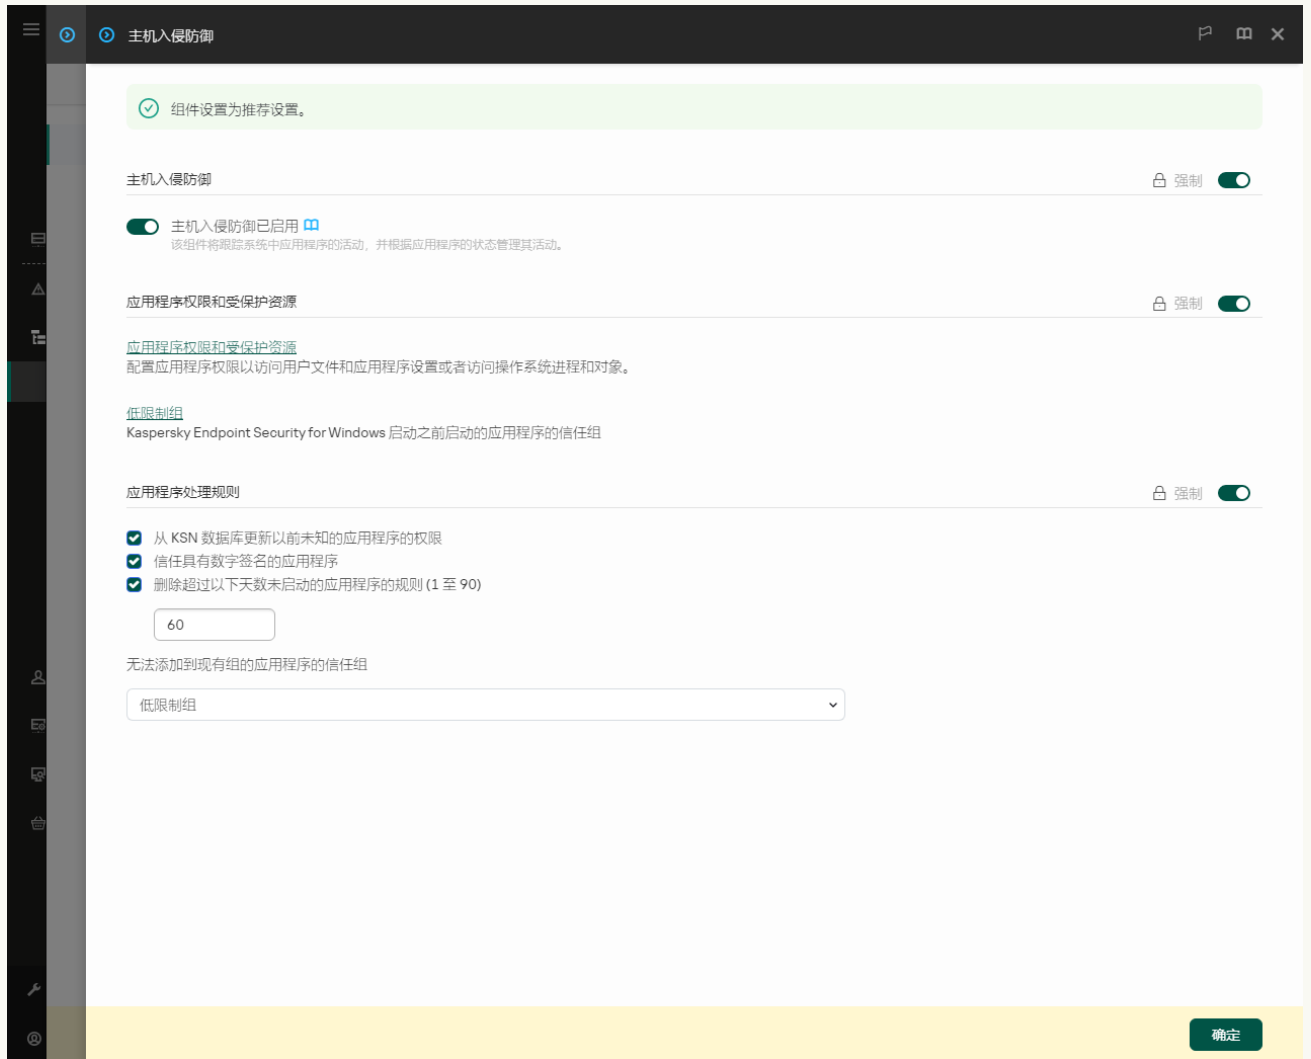 主机入侵防御
组件设置为推荐设置。
主机入侵防御
强制
主机入侵防御已启用
该组件将跟踪系统中应用程序的活动，并根据应用程序的状态管理其活动。
应用程序权限和受保护资源
强制
应用程序权限和受保护资源
配置应用程序权限以访问用户文件和应用程序设置或者访问操作系统进程和对象。
低限制组
Kaspersky Endpoint Security for Windows 启动之前启动的应用程序的信任组
应用程序处理规则
强制
从 KSN 数据库更新以前未知的应用程序的权限
信任具有数字签名的应用程序
删除超过以下天数未启动的应用程序的规则 (1 至 90)
60
无法添加到现有组的应用程序的信任组
低限制组
确定